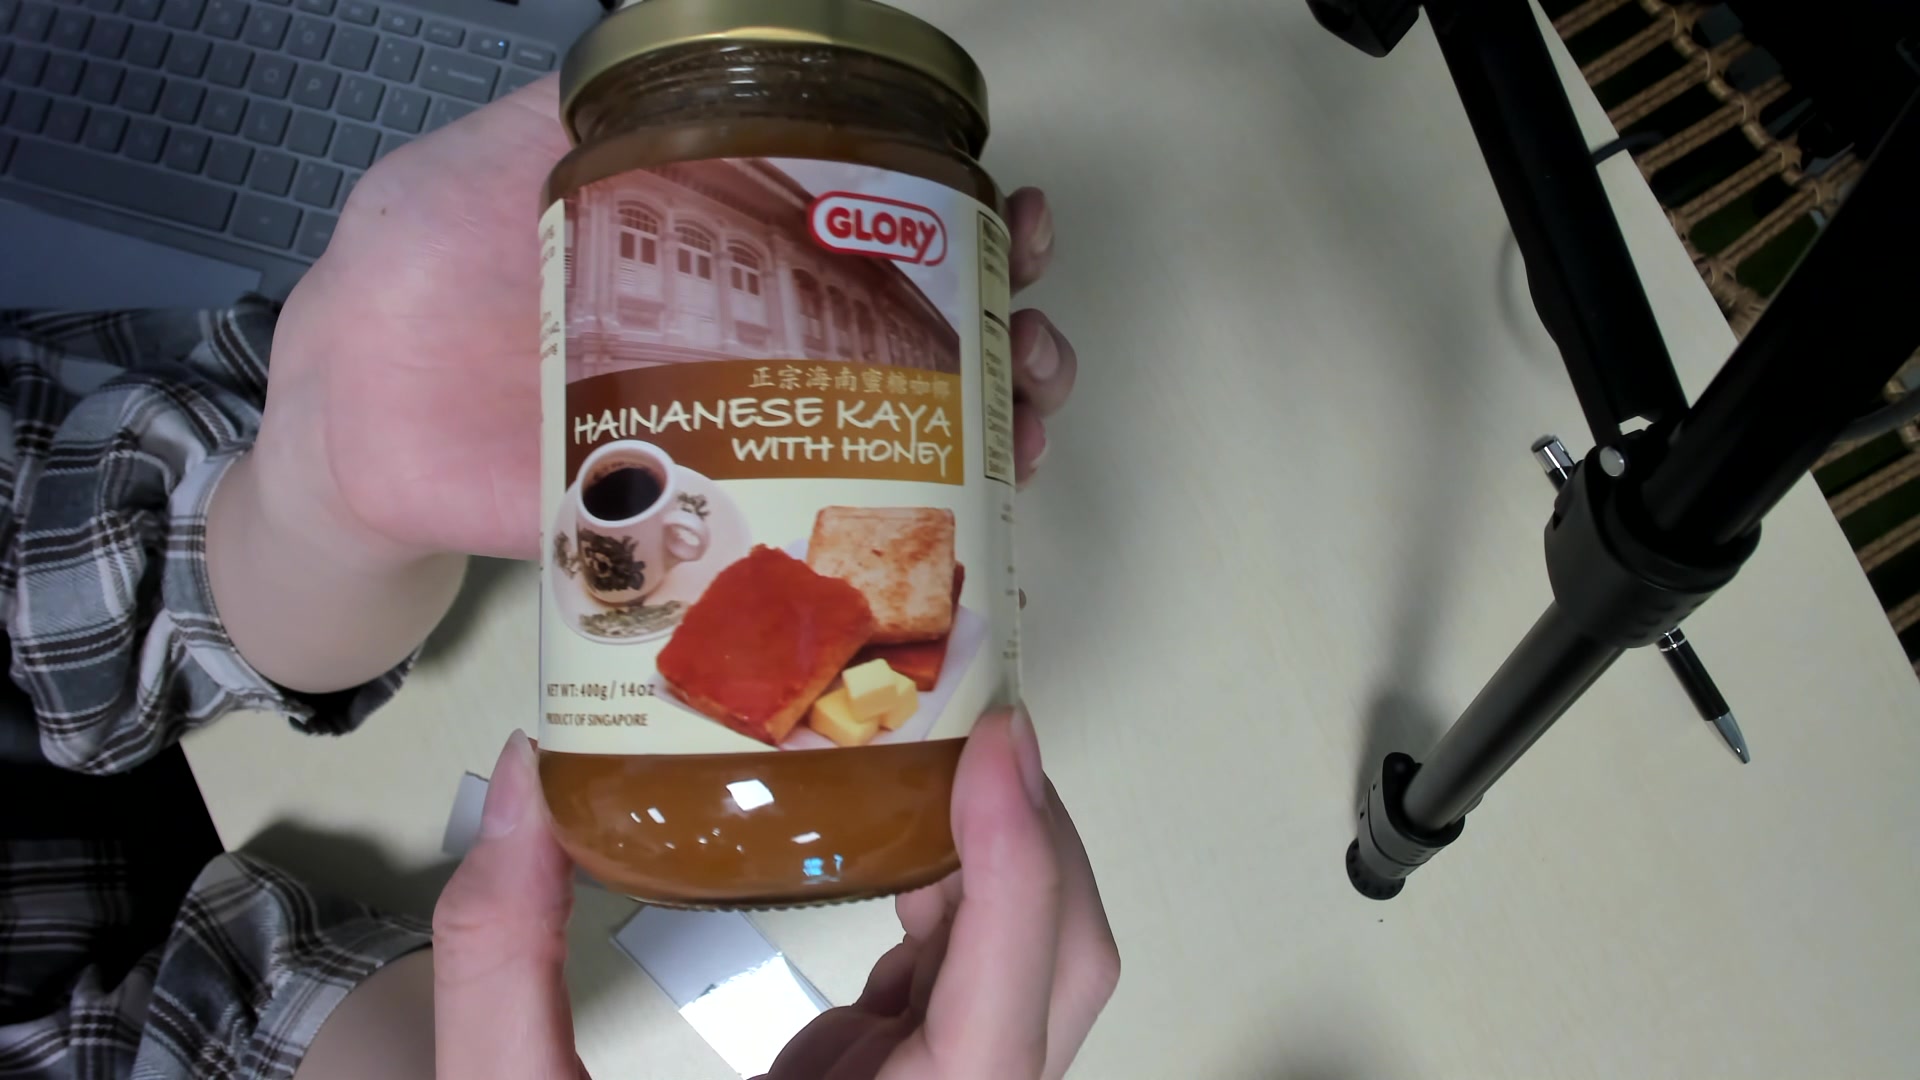 GLORY
正宗海南蜜糖咖椰
HAINANESE KAYA
WITH HONEY
NET WT: 400g / 14oz
PRODUCT OF SINGAPORE